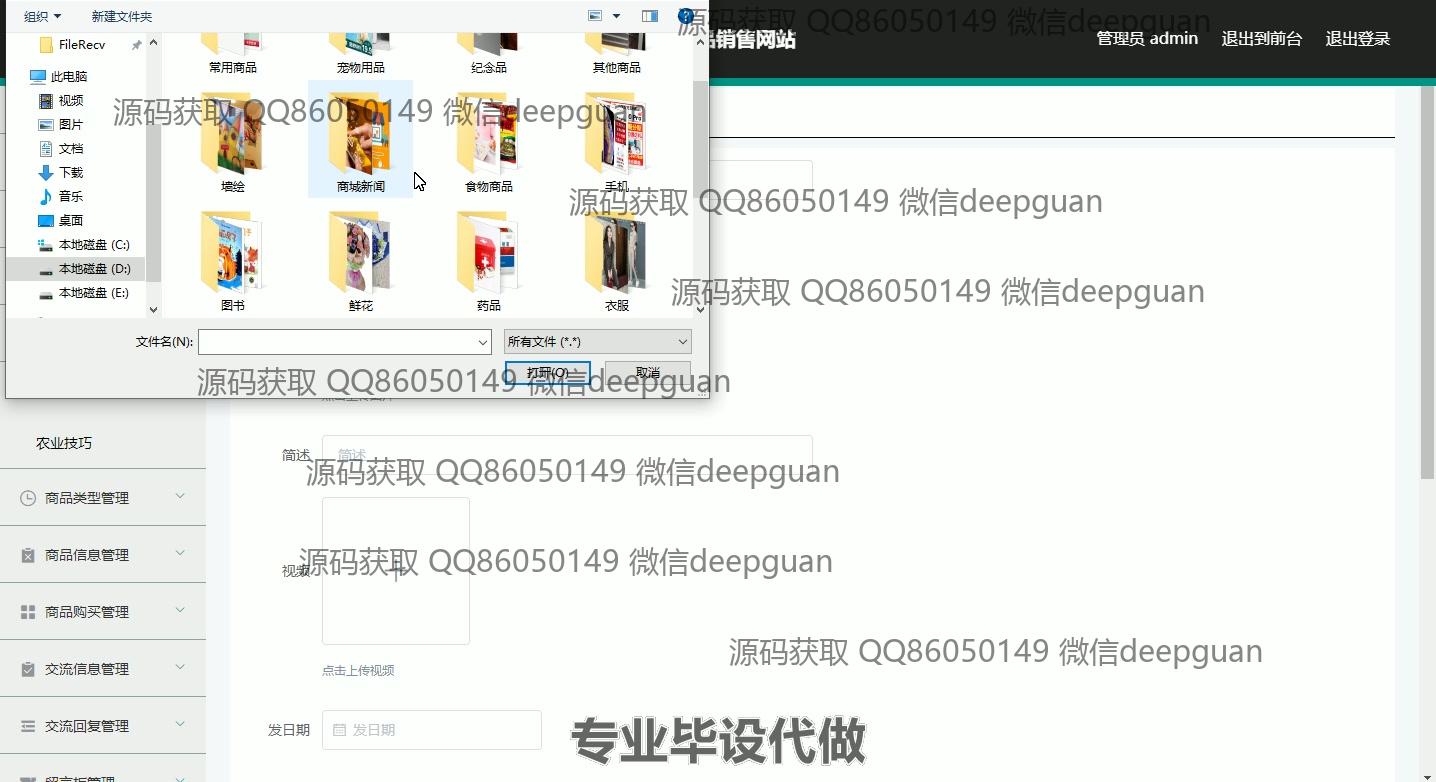 组织 新建文件夹
源码获取 QQ86050149 微信deepguan
销售网站
管理员 admin 退出到前台 退出登录
FileRecv
此电脑
视频
图片
文档
下载
音乐
桌面
本地磁盘 (C:)
本地磁盘 (D:)
本地磁盘 (E:)
常用商品 宠物用品 纪念品 其他商品
源码获取 QQ86050149 微信deepguan
墙绘 商城新闻 食物商品 手机
源码获取 QQ86050149 微信deepguan
图书 鲜花 药品 衣服
源码获取 QQ86050149 微信deepguan
文件名(N): 所有文件 (*.*)
打开(O) 取消
源码获取 QQ86050149 微信deepguan
农业技巧
商品类型管理
商品信息管理
商品购买管理
交流信息管理
交流回复管理
留言板管理
简述 简述
源码获取 QQ86050149 微信deepguan
视频
源码获取 QQ86050149 微信deepguan
源码获取 QQ86050149 微信deepguan
点击上传视频
发日期 发日期
专业毕设代做